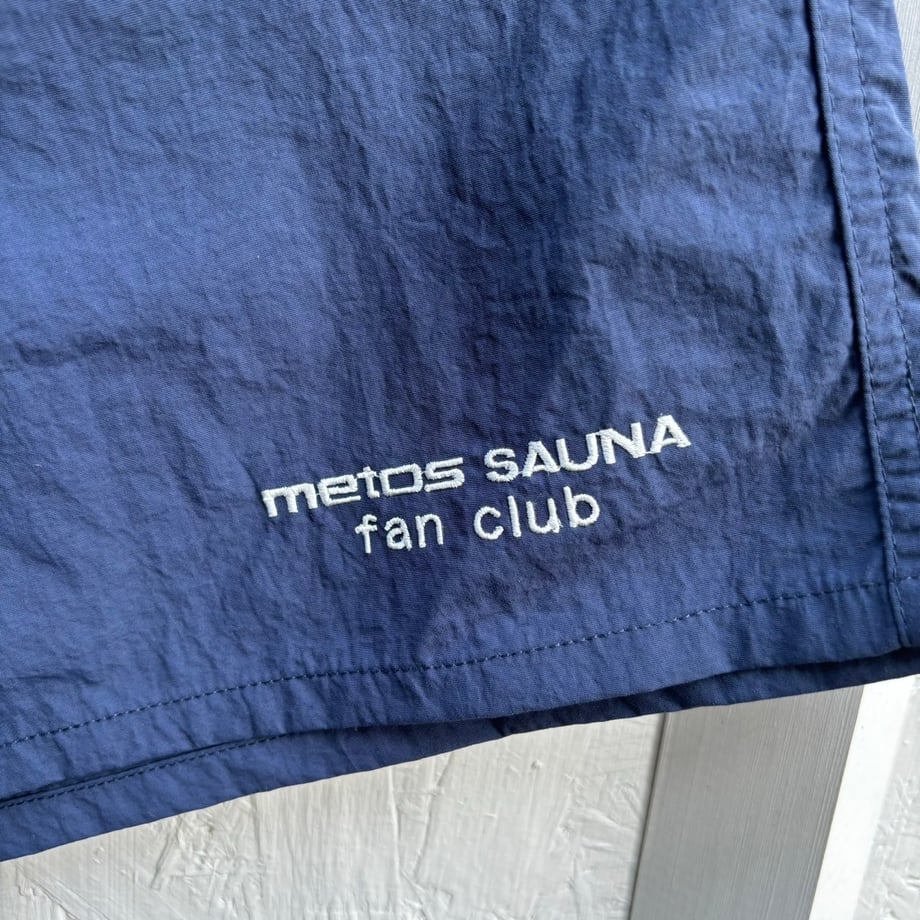 metos SAUNA
fan club